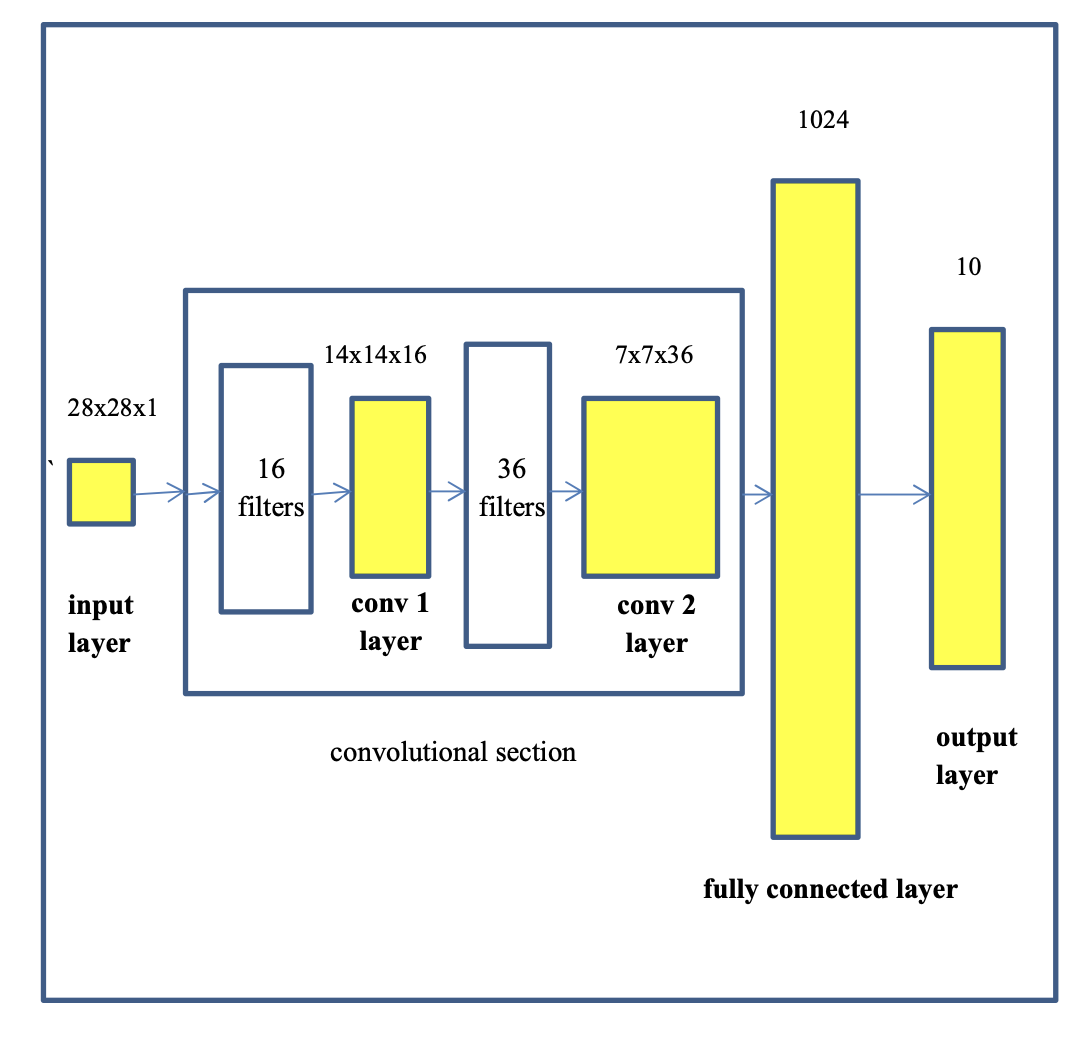 1024
10
14x14x16
7x7x36
28x28x1
`
16
filters
36
filters
input
layer
conv 1
layer
conv 2
layer
convolutional section
output
layer
fully connected layer